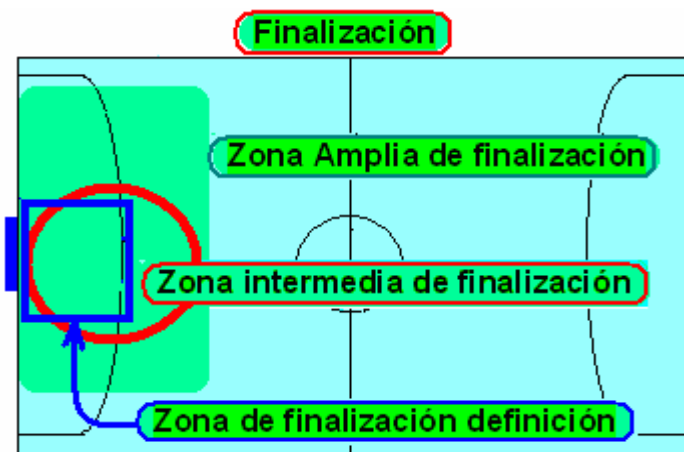 Finalización
Zona Amplia de finalización
Zona intermedia de finalización
Zona de finalización definición